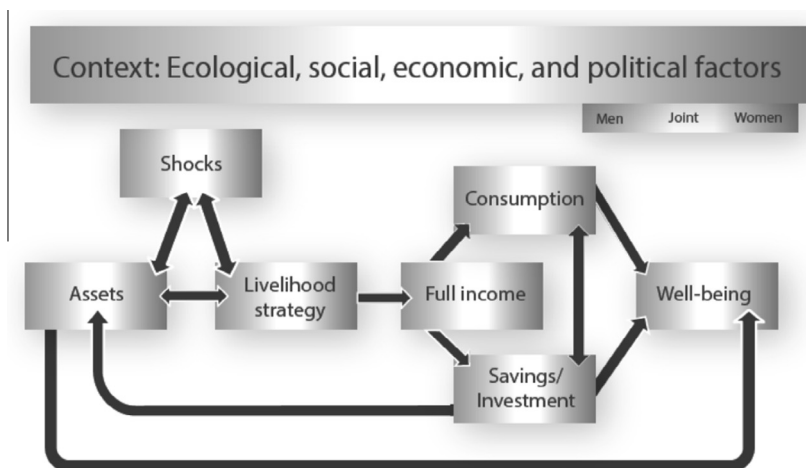 Context: Ecological, social, economic, and political factors
Men Joint Women
Shocks
Consumption
Assets
Livelihood
strategy
Full income
Well-being
Savings/
Investment